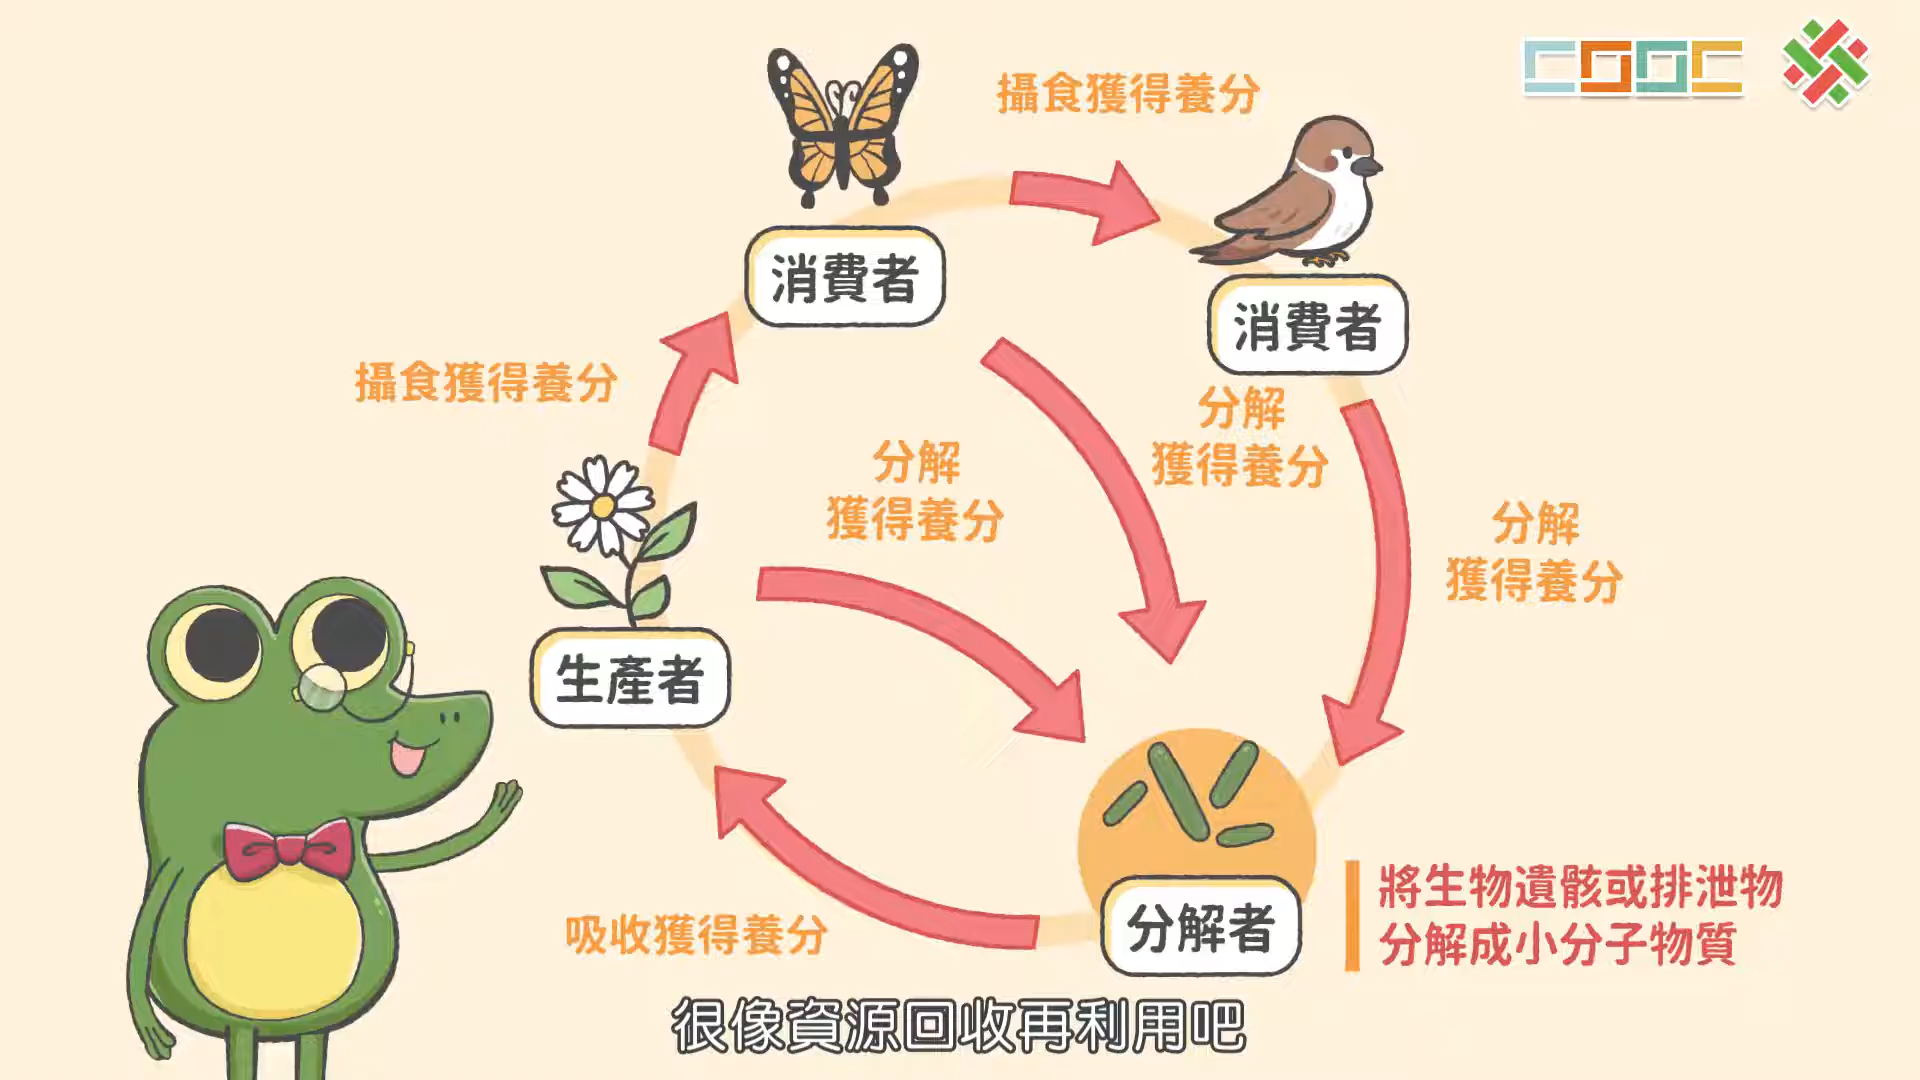 COOC
攝食獲得養分
消費者
消費者
攝食獲得養分
分解
獲得養分
分解
獲得養分
分解
獲得養分
生產者
吸收獲得養分
分解者
將生物遺骸或排泄物
分解成小分子物質
很像資源回收再利用吧